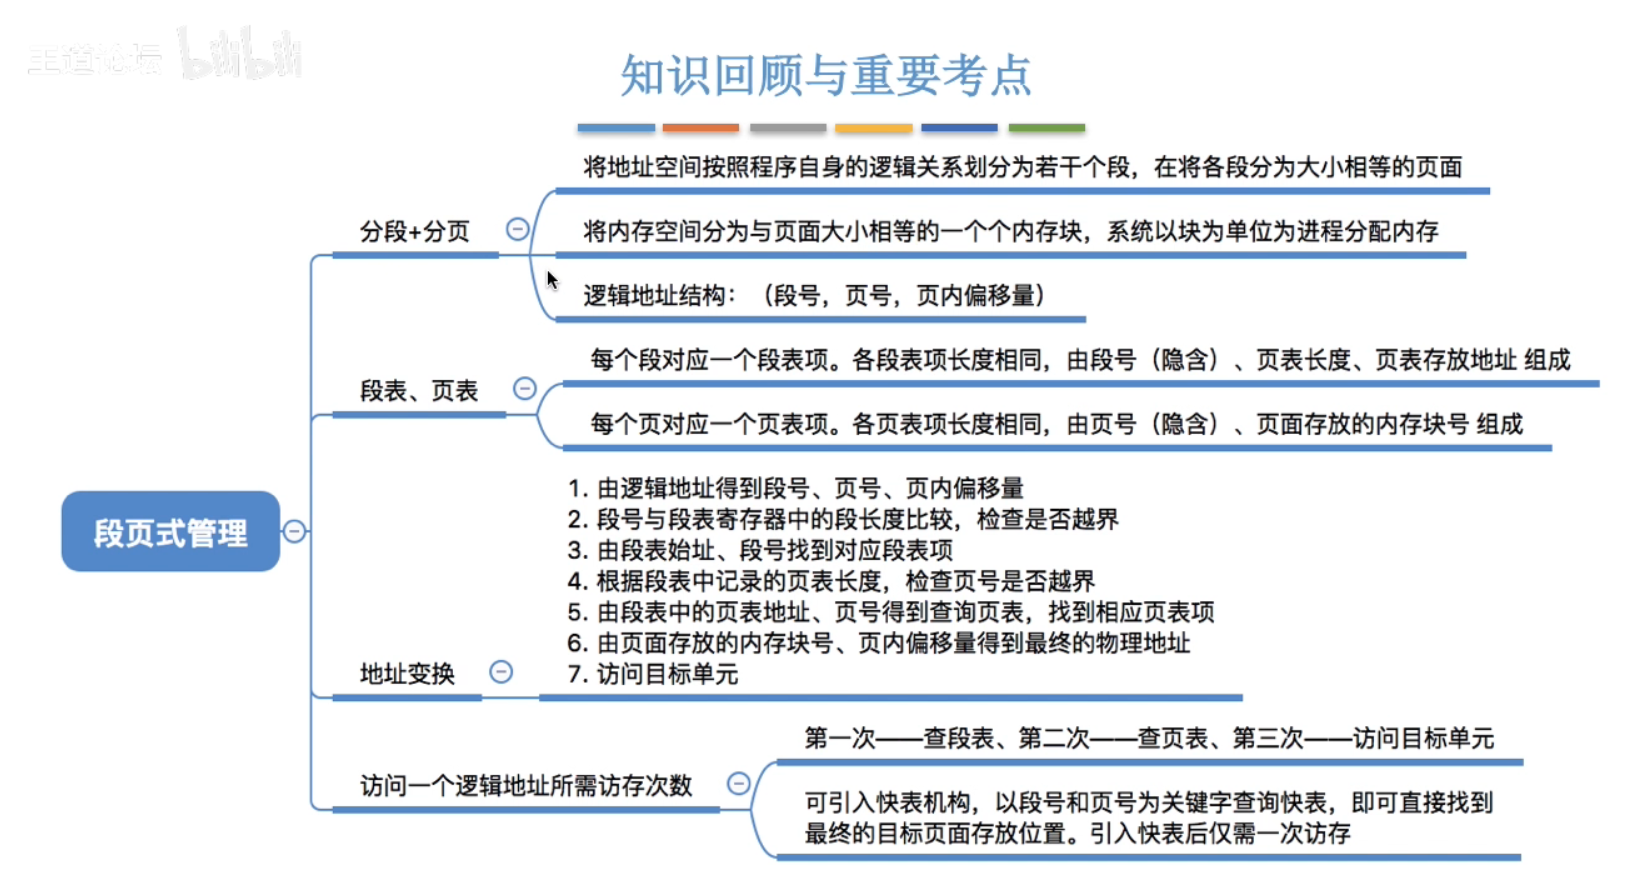 王道论坛 bilibili
知识回顾与重要考点
将地址空间按照程序自身的逻辑关系划分为若干个段，在将各段分为大小相等的页面
分段+分页
将内存空间分为与页面大小相等的一个个内存块，系统以块为单位为进程分配内存
逻辑地址结构：（段号，页号，页内偏移量）
每个段对应一个段表项。各段表项长度相同，由段号（隐含）、页表长度、页表存放地址 组成
段表、页表
每个页对应一个页表项。各页表项长度相同，由页号（隐含）、页面存放的内存块号 组成
段页式管理
1. 由逻辑地址得到段号、页号、页内偏移量
2. 段号与段表寄存器中的段长度比较，检查是否越界
3. 由段表始址、段号找到对应段表项
4. 根据段表中记录的页表长度，检查页号是否越界
5. 由段表中的页表地址、页号得到查询页表，找到相应页表项
6. 由页面存放的内存块号、页内偏移量得到最终的物理地址
7. 访问目标单元
地址变换
第一次——查段表、第二次——查页表、第三次——访问目标单元
访问一个逻辑地址所需访存次数
可引入快表机构，以段号和页号为关键字查询快表，即可直接找到
最终的目标页面存放位置。引入快表后仅需一次访存